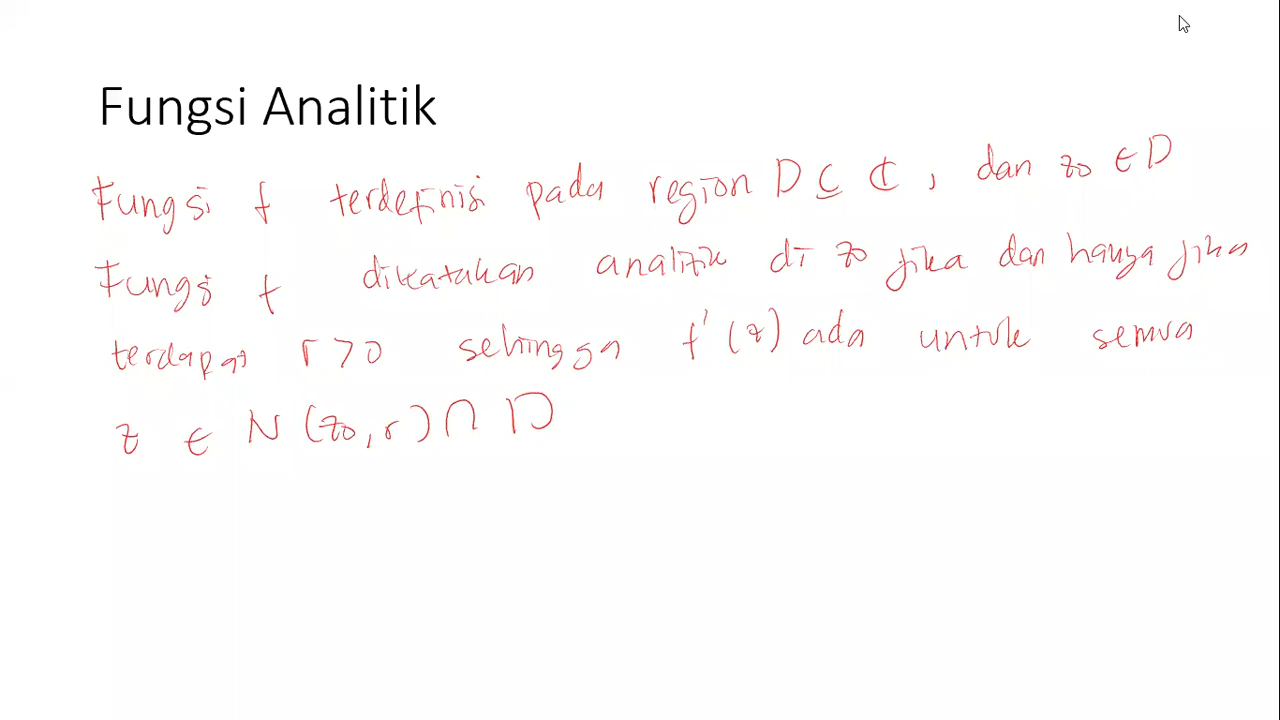 Fungsi Analitik
Fungsi f terdefinisi pada region D ⊆ ℂ, dan z₀ ∈ D
Fungsi f dikatakan analitik di z₀ jika dan hanya jika
terdapat r > 0 sehingga f'(z) ada untuk semua
z ∈ N(z₀, r) ∩ D